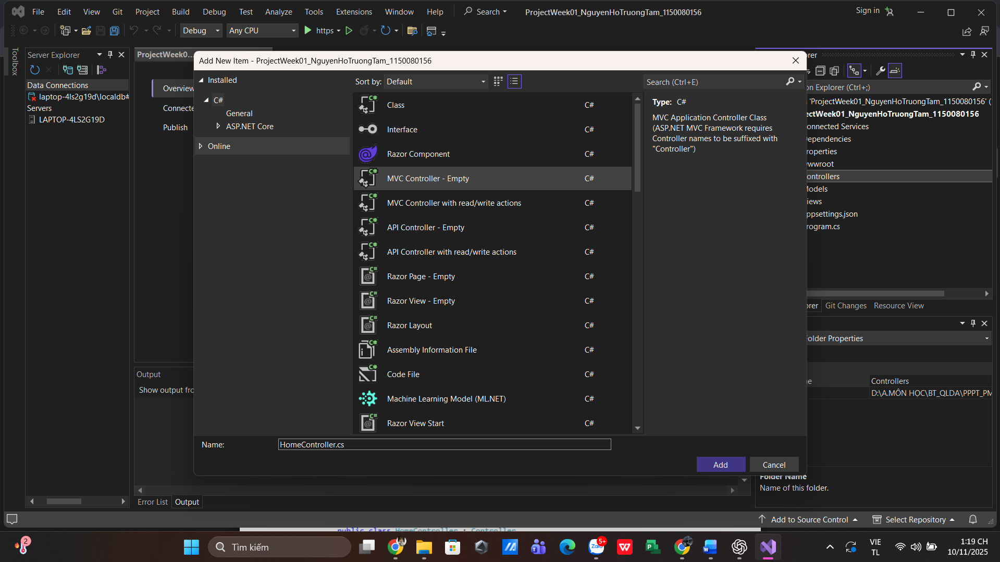 File Edit View Git Project Build Debug Test Analyze Tools Extensions Window Help Search ProjectWeek01_NguyenHoTruongTam_1150080156 Sign in
Debug Any CPU https
Toolbox
Server Explorer
Data Connections
laptop-4ls2g19d\localdb#
Servers
LAPTOP-4LS2G19D
ProjectWeek0...
Overview
Connecte
Publish
Output
Show output fro
Error List Output
Add New Item - ProjectWeek01_NguyenHoTruongTam_1150080156
Installed
C#
General
ASP.NET Core
Online
Sort by: Default
Search (Ctrl+E)
Class C#
Interface C#
Razor Component C#
MVC Controller - Empty C#
MVC Controller with read/write actions C#
API Controller - Empty C#
API Controller with read/write actions C#
Razor Page - Empty C#
Razor View - Empty C#
Razor Layout C#
Assembly Information File C#
Code File C#
Machine Learning Model (ML.NET) C#
Razor View Start C#
Type: C#
MVC Application Controller Class
(ASP.NET MVC Framework requires
Controller names to be suffixed with
"Controller")
Name: HomeController.cs
Add Cancel
orer
on Explorer (Ctrl+;)
'ProjectWeek01_NguyenHoTruongTam_1150080156' (
jectWeek01_NguyenHoTruongTam_1150080156
onnected Services
ependencies
roperties
wwroot
ontrollers
odels
iews
ppsettings.json
rogram.cs
orer Git Changes Resource View
older Properties
e Controllers
D:\A.MÔN HỌC\BT_QLDA\PPPT_PM
Folder Name
Name of this folder.
Add to Source Control Select Repository
public class HomeController : Controller
2
Tìm kiếm
Zalo 5+
VIE
TL
1:19 CH
10/11/2025